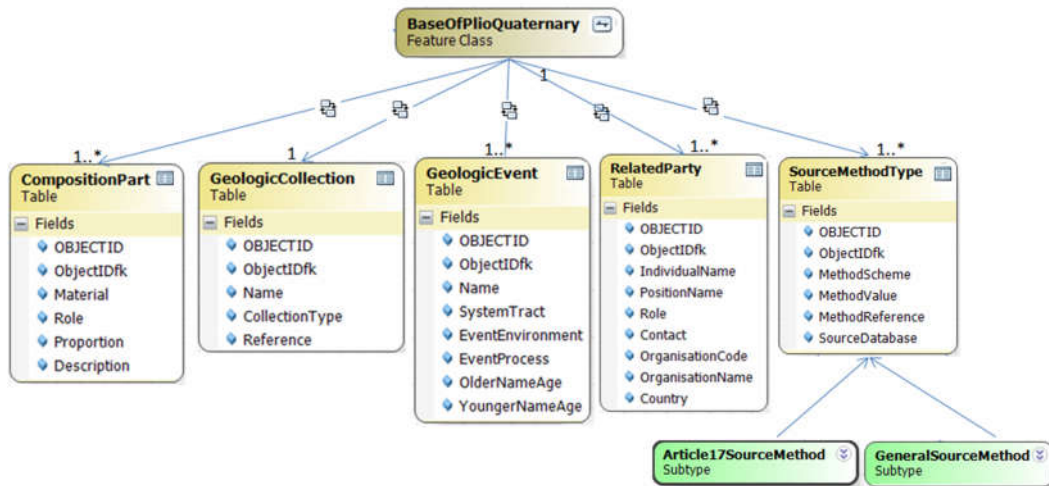 BaseOfPlioQuaternary
Feature Class
1
1..*
1
1..*
1..*
1..*
CompositionPart
Table
Fields
OBJECTID
ObjectIDfk
Material
Role
Proportion
Description
GeologicCollection
Table
Fields
OBJECTID
ObjectIDfk
Name
CollectionType
Reference
GeologicEvent
Table
Fields
OBJECTID
ObjectIDfk
Name
SystemTract
EventEnvironment
EventProcess
OlderNameAge
YoungerNameAge
RelatedParty
Table
Fields
OBJECTID
ObjectIDfk
IndividualName
PositionName
Role
Contact
OrganisationCode
OrganisationName
Country
SourceMethodType
Table
Fields
OBJECTID
ObjectIDfk
MethodScheme
MethodValue
MethodReference
SourceDatabase
Article17SourceMethod
Subtype
GeneralSourceMethod
Subtype